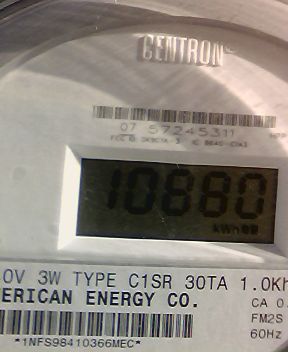 CENTRON
07 57245311
10880
kWh
0V 3W TYPE C1SR 30TA 1.0Kh
ERICAN ENERGY CO.
CA 0.
FM2S
60Hz
*1NFS98410366MEC*